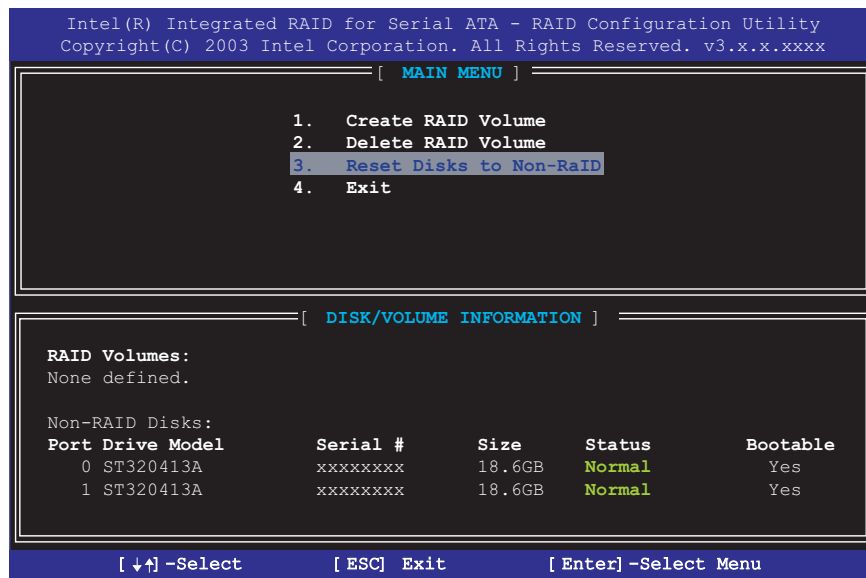 Intel(R) Integrated RAID for Serial ATA - RAID Configuration Utility
Copyright(C) 2003 Intel Corporation. All Rights Reserved. v3.x.x.xxxx
[ MAIN MENU ]
1. Create RAID Volume
2. Delete RAID Volume
3. Reset Disks to Non-RaID
4. Exit
[ DISK/VOLUME INFORMATION ]
RAID Volumes:
None defined.
Non-RAID Disks:
Port Drive Model Serial # Size Status Bootable
0 ST320413A xxxxxxxx 18.6GB Normal Yes
1 ST320413A xxxxxxxx 18.6GB Normal Yes
[↓↑]-Select [ESC] Exit [Enter]-Select Menu